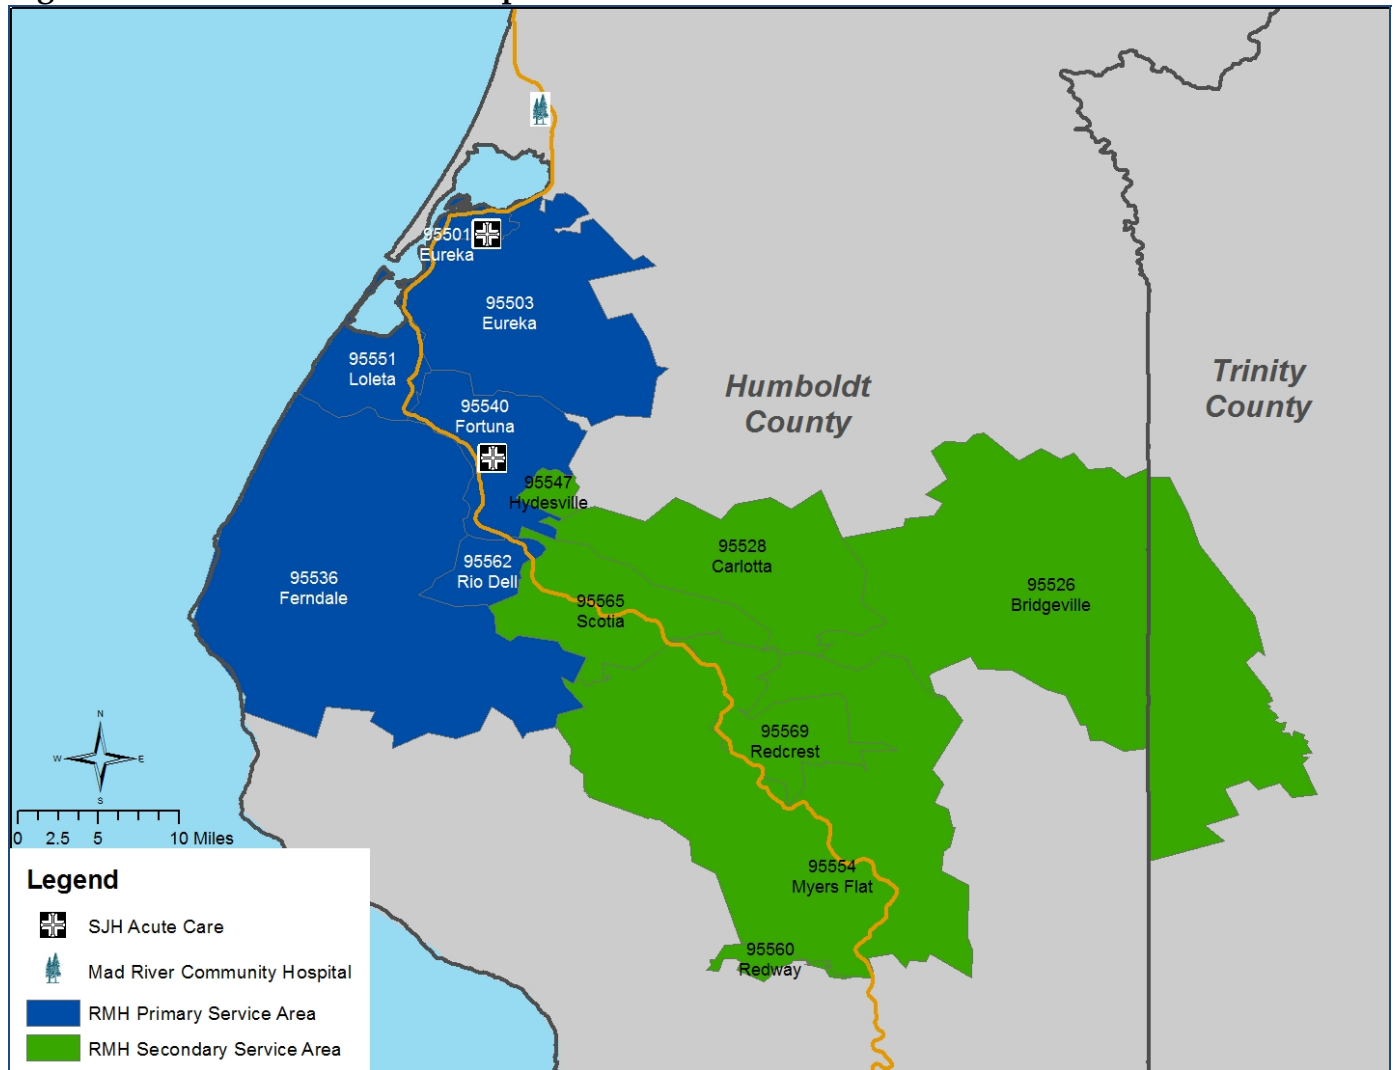 95501
Eureka
95503
Eureka
95551
Loleta
Humboldt
County
Trinity
County
95540
Fortuna
95547
Hydesville
95528
Carlotta
95562
Rio Dell
95536
Ferndale
95526
Bridgeville
95565
Scotia
95569
Redcrest
N
W E
S
0 2.5 5 10 Miles
95554
Myers Flat
95560
Redway
Legend
SJH Acute Care
Mad River Community Hospital
RMH Primary Service Area
RMH Secondary Service Area